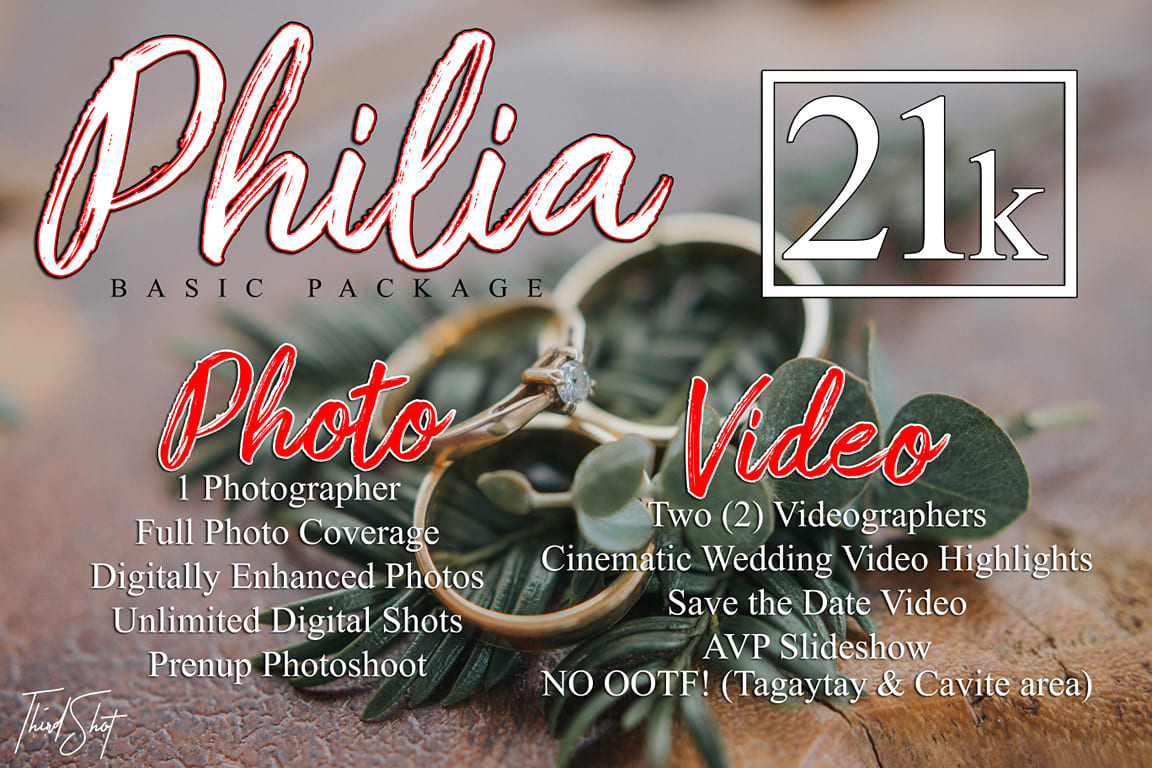 Philia
BASIC PACKAGE
21k
Photo
1 Photographer
Full Photo Coverage
Digitally Enhanced Photos
Unlimited Digital Shots
Prenup Photoshoot
Video
Two (2) Videographers
Cinematic Wedding Video Highlights
Save the Date Video
AVP Slideshow
NO OOTF! (Tagaytay & Cavite area)
Third Shot